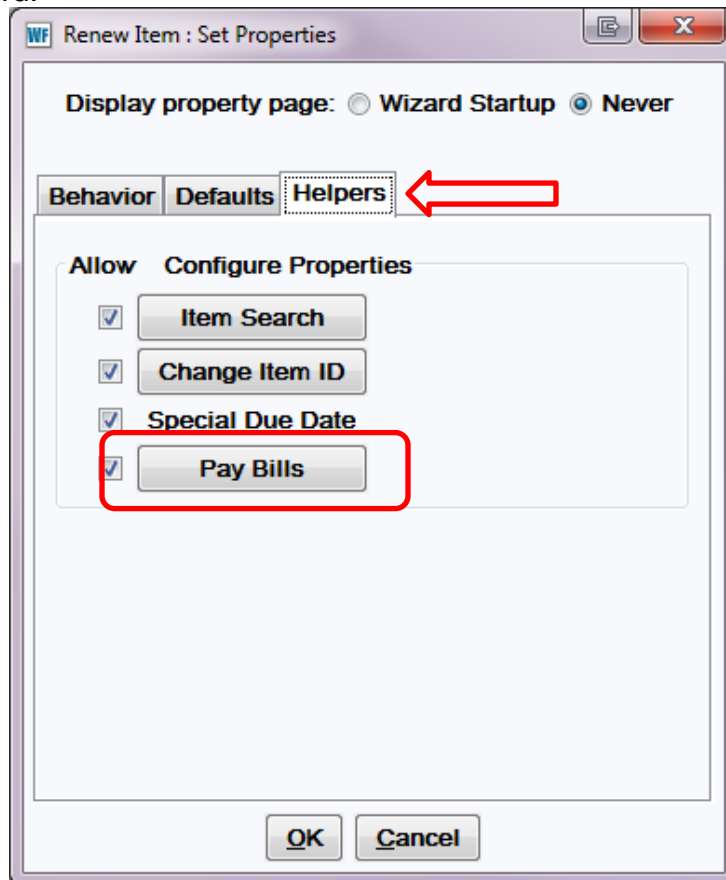 WF Renew Item : Set Properties
Display property page: Wizard Startup Never
Behavior Defaults Helpers
Allow Configure Properties
Item Search
Change Item ID
Special Due Date
Pay Bills
OK Cancel